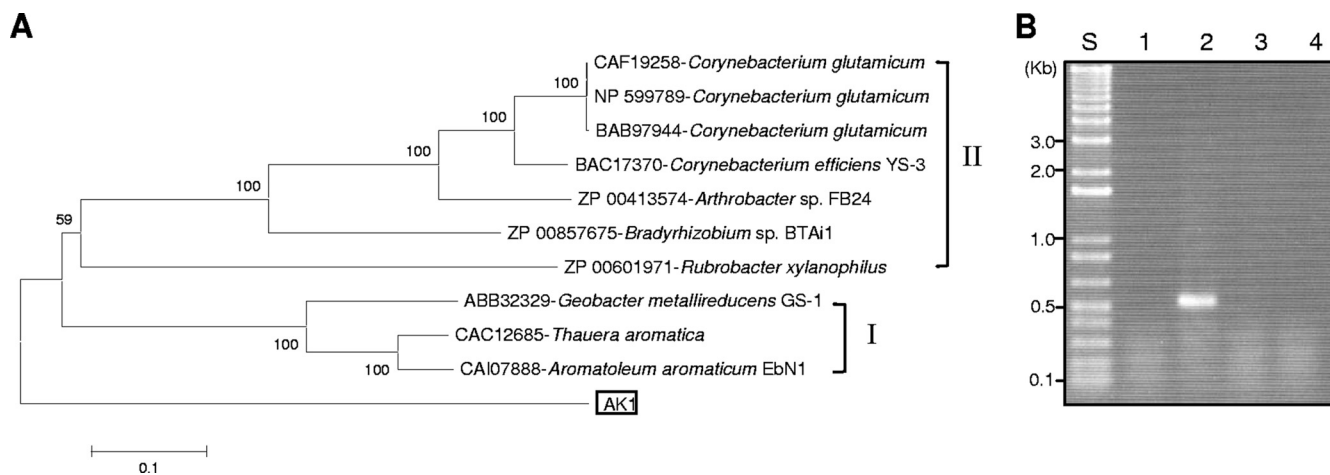 A
CAF19258-Corynebacterium glutamicum
100
NP 599789-Corynebacterium glutamicum
100
BAB97944-Corynebacterium glutamicum
100
BAC17370-Corynebacterium efficiens YS-3
II
100
ZP 00413574-Arthrobacter sp. FB24
59
ZP 00857675-Bradyrhizobium sp. BTAi1
ZP 00601971-Rubrobacter xylanophilus
ABB32329-Geobacter metallireducens GS-1
CAC12685-Thauera aromatica
I
100
CAI07888-Aromatoleum aromaticum EbN1
100
AK1
0.1
B
S 1 2 3 4
(Kb)
3.0
2.0
1.0
0.5
0.1